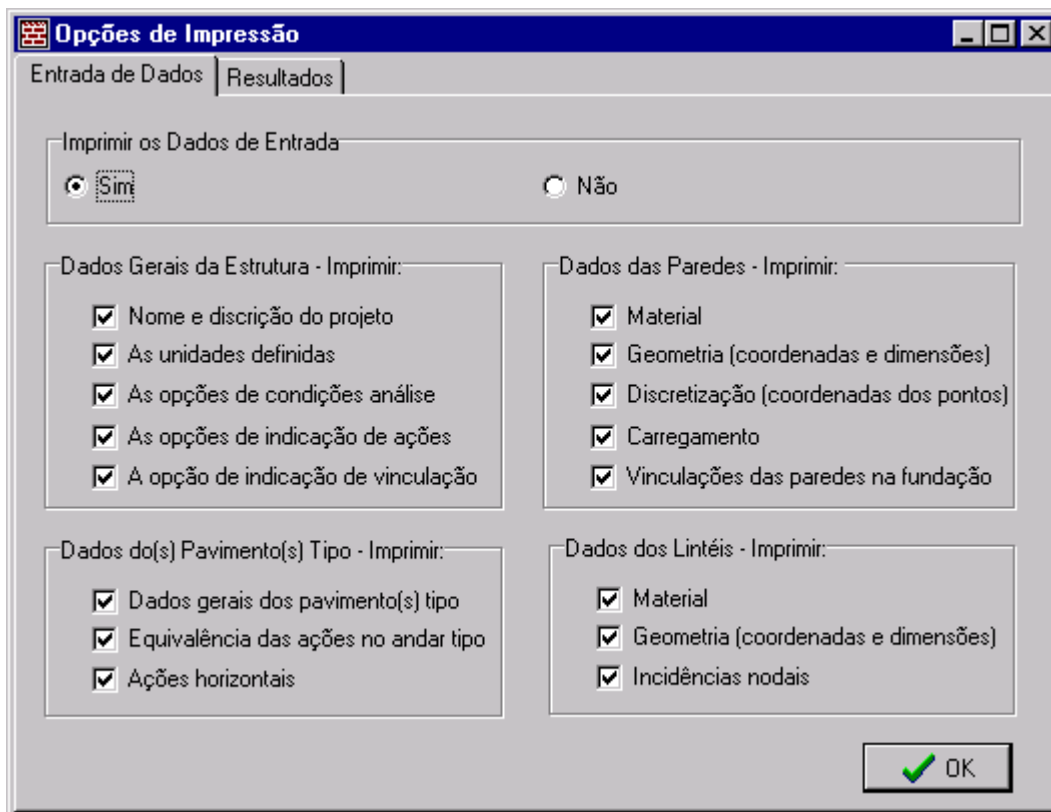 Opções de Impressão
Entrada de Dados
Resultados
Imprimir os Dados de Entrada
Sim
Não
Dados Gerais da Estrutura - Imprimir:
Nome e discrição do projeto
As unidades definidas
As opções de condições análise
As opções de indicação de ações
A opção de indicação de vinculação
Dados das Paredes - Imprimir:
Material
Geometria (coordenadas e dimensões)
Discretização (coordenadas dos pontos)
Carregamento
Vinculações das paredes na fundação
Dados do(s) Pavimento(s) Tipo - Imprimir:
Dados gerais dos pavimento(s) tipo
Equivalência das ações no andar tipo
Ações horizontais
Dados dos Lintéis - Imprimir:
Material
Geometria (coordenadas e dimensões)
Incidências nodais
OK